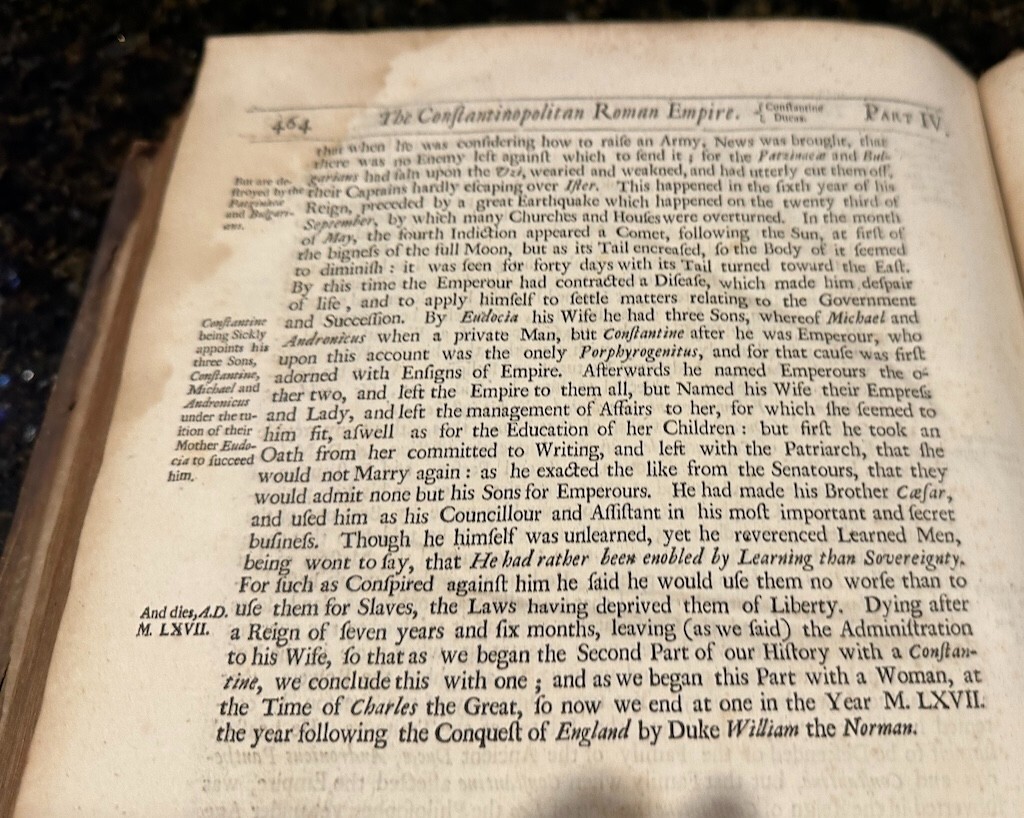 464 The Conſtantinopolitan Roman Empire. {Conſtantine Ducas. PART IV.
that when he was conſidering how to raiſe an Army, News was brought, that
there was no Enemy left againſt which to ſend it; for the Patzinacæ and Bul-
garians had faln upon the Uzi, wearied and weakned, and had utterly cut them off,
their Captains hardly eſcaping over Iſter. This happened in the ſixth year of his
Reign, preceded by a great Earthquake which happened on the twenty third of
September, by which many Churches and Houſes were overturned. In the month
of May, the fourth Indiction appeared a Comet, following the Sun, at firſt of
the bigneſs of the full Moon, but as its Tail encreaſed, ſo the Body of it ſeemed
to diminiſh: it was ſeen for forty days with its Tail turned toward the Eaſt.
By this time the Emperour had contracted a Diſeaſe, which made him deſpair
of life, and to apply himſelf to ſettle matters relating to the Government
and Succeſſion. By Eudocia his Wife he had three Sons, whereof Michael and
Andronicus when a private Man, but Conſtantine after he was Emperour, who
upon this account was the onely Porphyrogenitus, and for that cauſe was firſt
adorned with Enſigns of Empire. Afterwards he named Emperours the o-
ther two, and left the Empire to them all, but Named his Wife their Empreſs
and Lady, and left the management of Affairs to her, for which ſhe ſeemed to
him fit, aſwell as for the Education of her Children: but firſt he took an
Oath from her committed to Writing, and left with the Patriarch, that ſhe
would not Marry again: as he exacted the like from the Senatours, that they
would admit none but his Sons for Emperours. He had made his Brother Cæſar,
and uſed him as his Councillour and Aſſiſtant in his moſt important and ſecret
buſineſs. Though he himſelf was unlearned, yet he reverenced Learned Men,
being wont to ſay, that He had rather been enobled by Learning than Sovereignty.
For ſuch as Conſpired againſt him he ſaid he would uſe them no worſe than to
uſe them for Slaves, the Laws having deprived them of Liberty. Dying after
a Reign of ſeven years and ſix months, leaving (as we ſaid) the Adminiſtration
to his Wife, ſo that as we began the Second Part of our Hiſtory with a Conſtan-
tine, we conclude this with one; and as we began this Part with a Woman, at
the Time of Charles the Great, ſo now we end at one in the Year M. LXVII.
the year following the Conqueſt of England by Duke William the Norman.
But are de-
ſtroyed by the
Patzinacæ
and Bulgari-
ans.
Conſtantine
being Sickly
appoints his
three Sons,
Conſtantine,
Michael and
Andronicus
under the tu-
ition of their
Mother Eudo-
cia to ſucceed
him.
And dies, A.D.
M. LXVII.